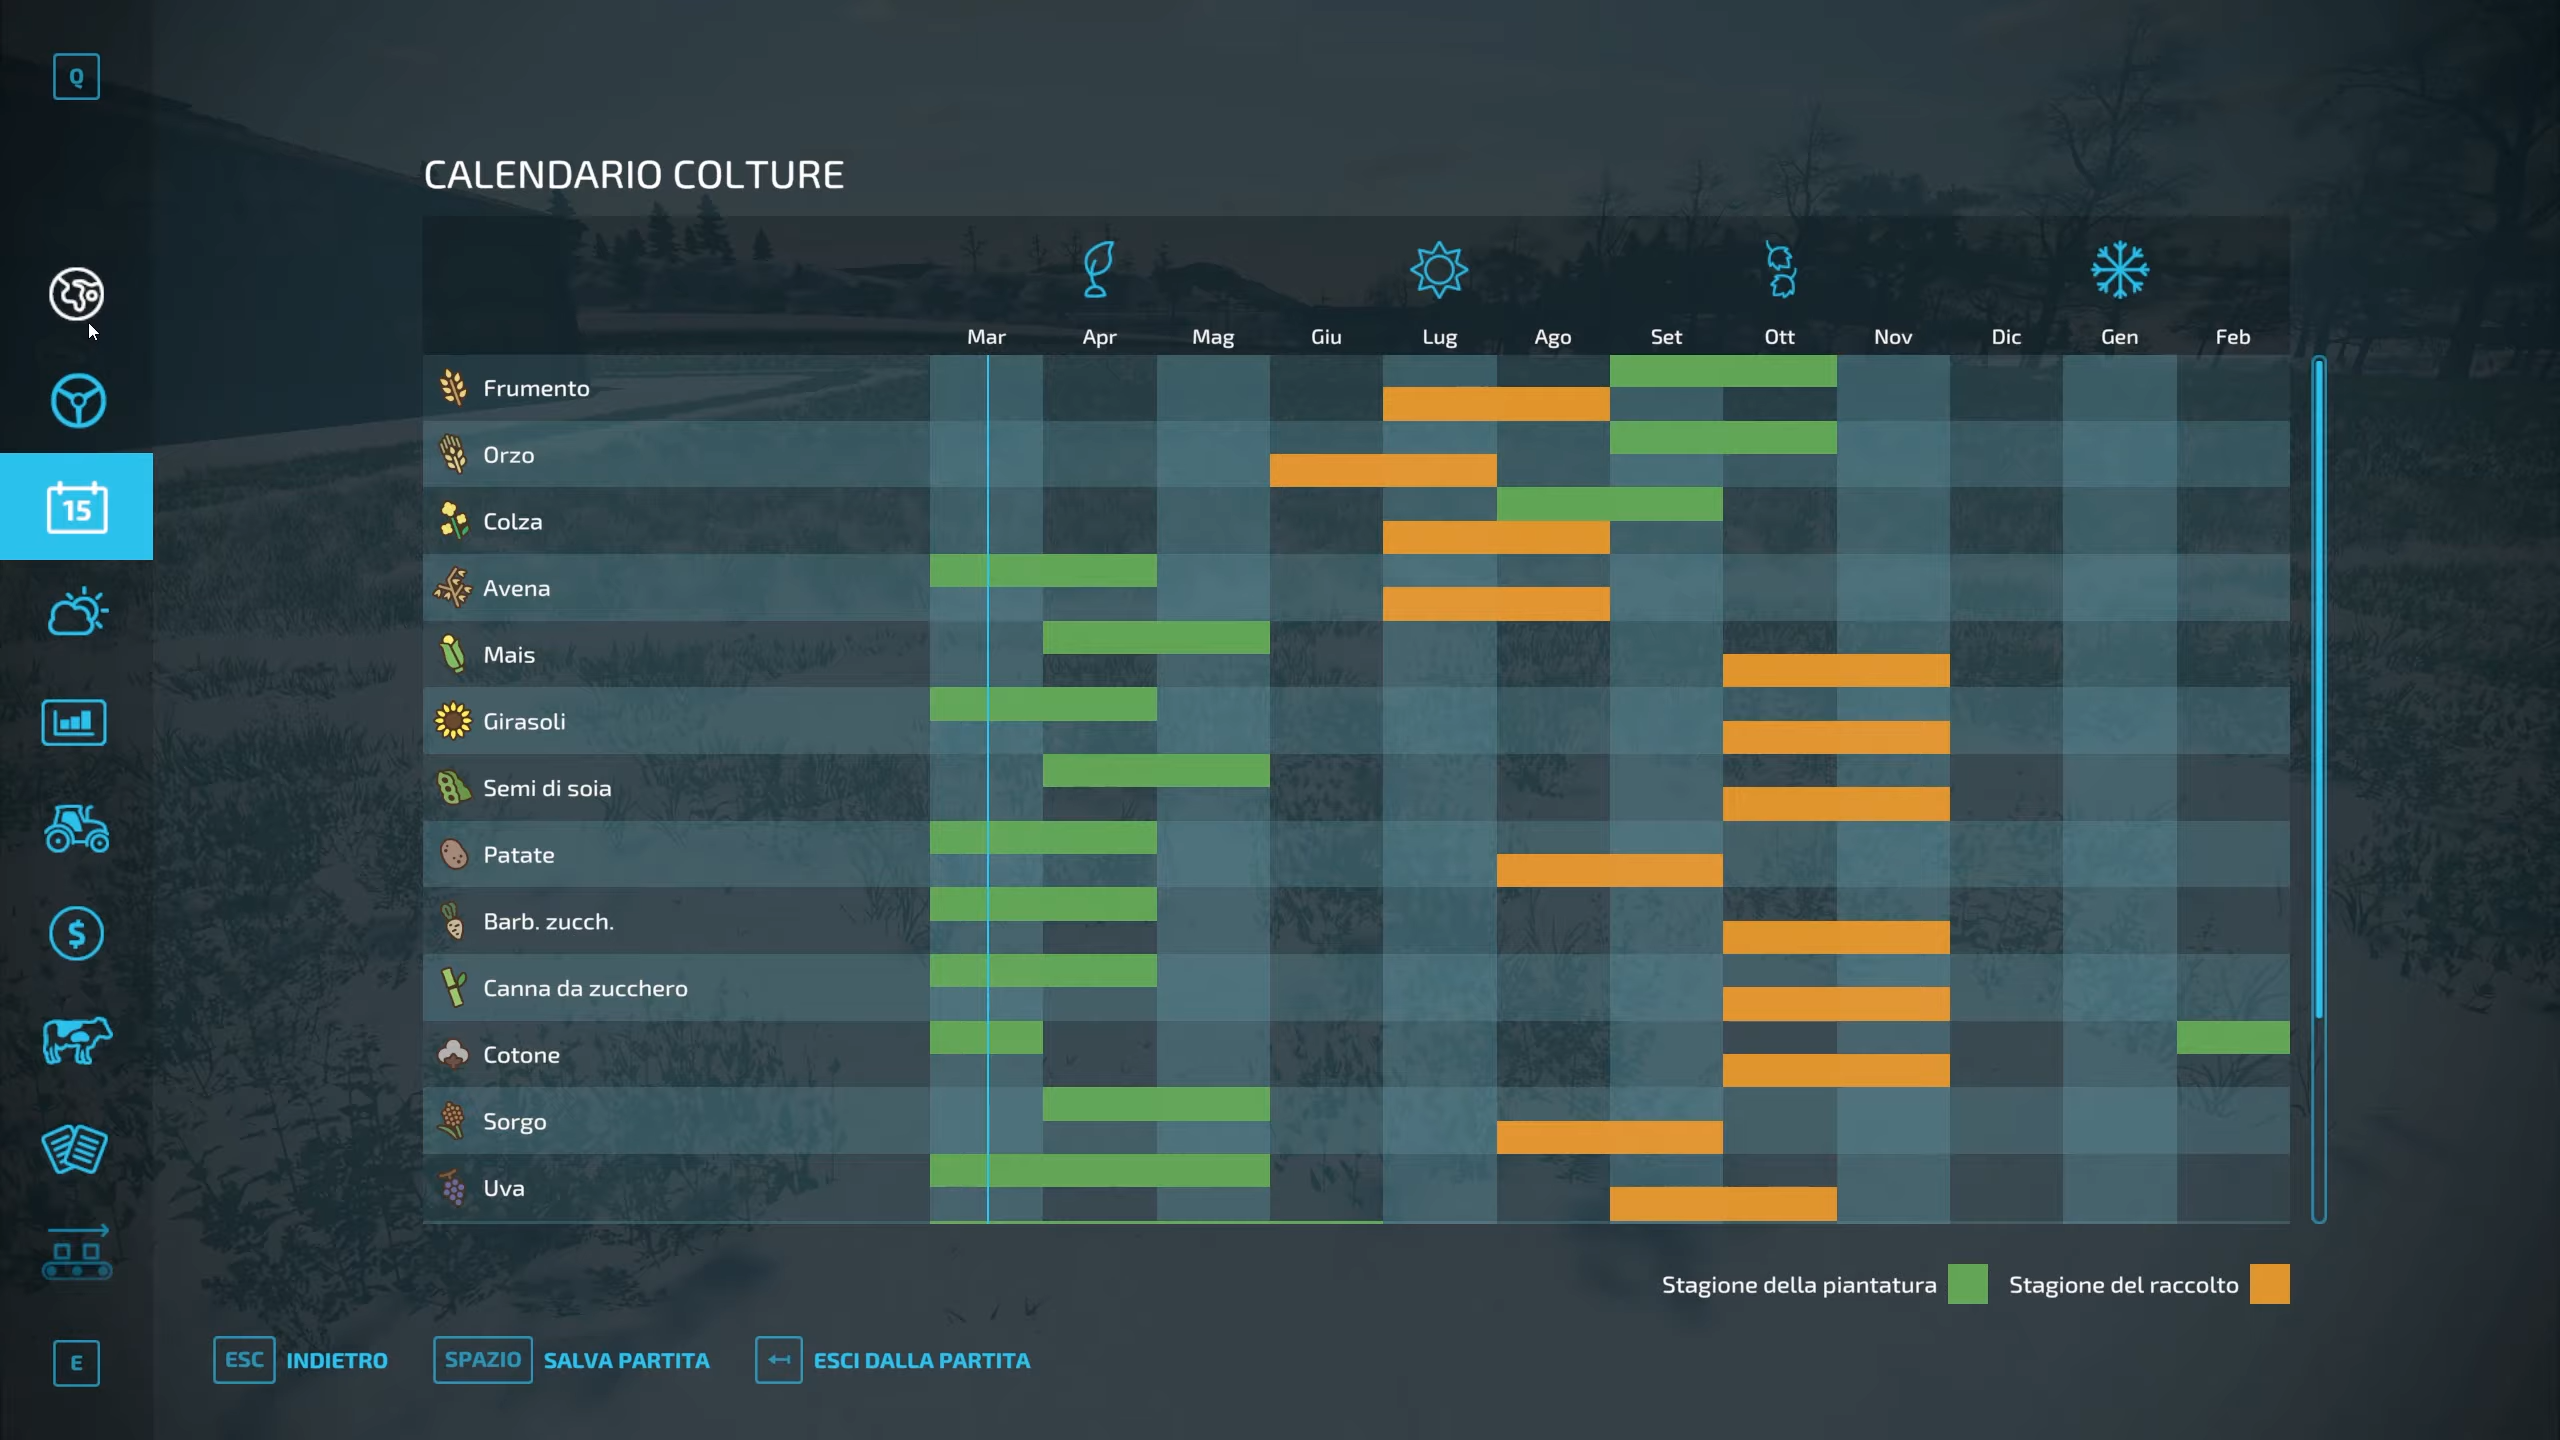 Q
CALENDARIO COLTURE
Mar Apr Mag Giu Lug Ago Set Ott Nov Dic Gen Feb
Frumento
Orzo
15
Colza
Avena
Mais
Girasoli
Semi di soia
Patate
Barb. zucch.
$
Canna da zucchero
Cotone
Sorgo
Uva
Stagione della piantatura Stagione del raccolto
E
ESC INDIETRO SPAZIO SALVA PARTITA ESCI DALLA PARTITA